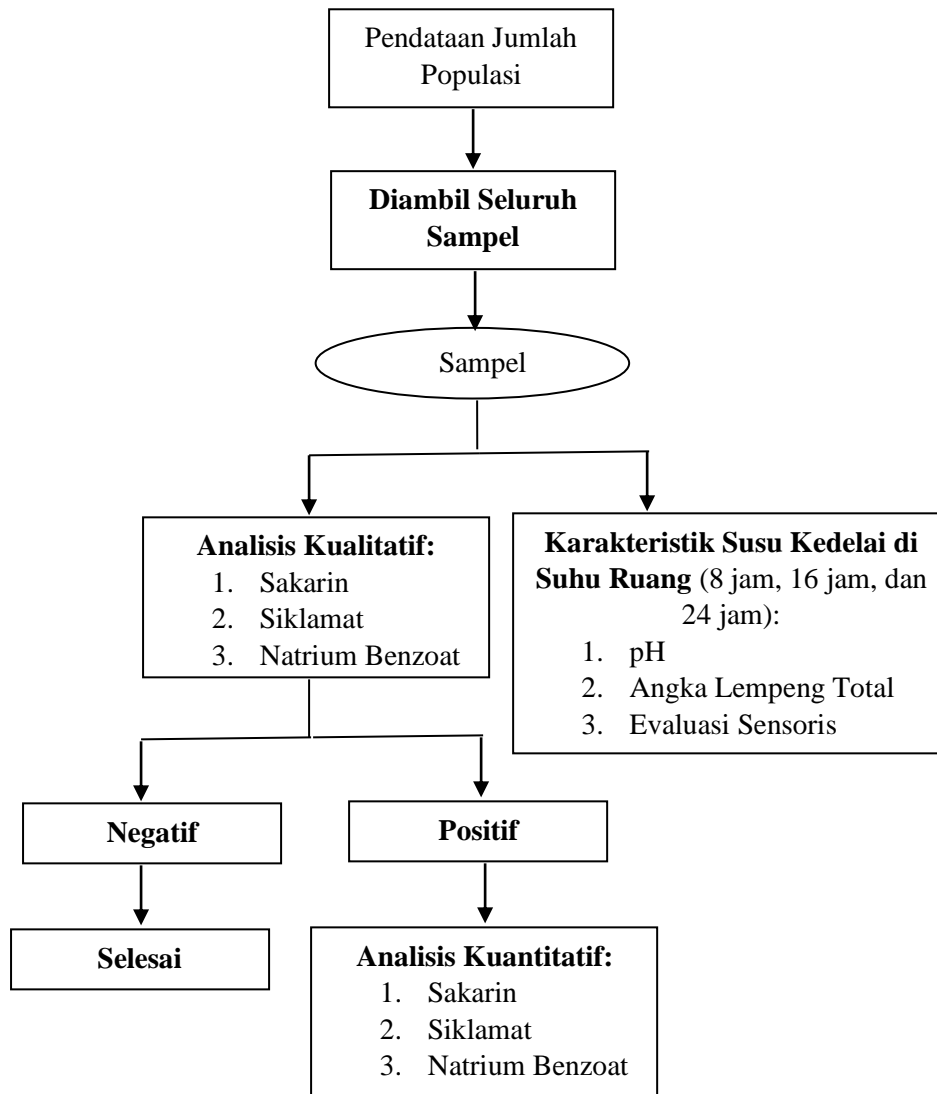 Pendataan Jumlah
Populasi
Diambil Seluruh
Sampel
Sampel
Analisis Kualitatif:
1. Sakarin
2. Siklamat
3. Natrium Benzoat
Karakteristik Susu Kedelai di
Suhu Ruang (8 jam, 16 jam, dan
24 jam):
1. pH
2. Angka Lempeng Total
3. Evaluasi Sensoris
Negatif
Positif
Selesai
Analisis Kuantitatif:
1. Sakarin
2. Siklamat
3. Natrium Benzoat